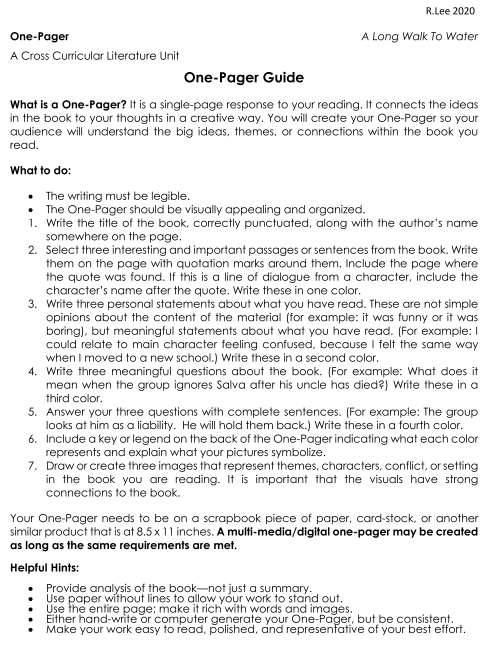 R.Lee 2020
One-Pager A Long Walk To Water
A Cross Curricular Literature Unit
One-Pager Guide
What is a One-Pager? It is a single-page response to your reading. It connects the ideas
in the book to your thoughts in a creative way. You will create your One-Pager so your
audience will understand the big ideas, themes, or connections within the book you
read.
What to do:
• The writing must be legible.
• The One-Pager should be visually appealing and organized.
1. Write the title of the book, correctly punctuated, along with the author's name
somewhere on the page.
2. Select three interesting and important passages or sentences from the book. Write
them on the page with quotation marks around them. Include the page where
the quote was found. If this is a line of dialogue from a character, include the
character's name after the quote. Write these in one color.
3. Write three personal statements about what you have read. These are not simple
opinions about the content of the material (for example: it was funny or it was
boring), but meaningful statements about what you have read. (For example: I
could relate to main character feeling confused, because I felt the same way
when I moved to a new school.) Write these in a second color.
4. Write three meaningful questions about the book. (For example: What does it
mean when the group ignores Salva after his uncle has died?) Write these in a
third color.
5. Answer your three questions with complete sentences. (For example: The group
looks at him as a liability. He will hold them back.) Write these in a fourth color.
6. Include a key or legend on the back of the One-Pager indicating what each color
represents and explain what your pictures symbolize.
7. Draw or create three images that represent themes, characters, conflict, or setting
in the book you are reading. It is important that the visuals have strong
connections to the book.
Your One-Pager needs to be on a scrapbook piece of paper, card-stock, or another
similar product that is at 8.5 x 11 inches. A multi-media/digital one-pager may be created
as long as the same requirements are met.
Helpful Hints:
• Provide analysis of the book—not just a summary.
• Use paper without lines to allow your work to stand out.
• Use the entire page; make it rich with words and images.
• Either hand-write or computer generate your One-Pager, but be consistent.
• Make your work easy to read, polished, and representative of your best effort.